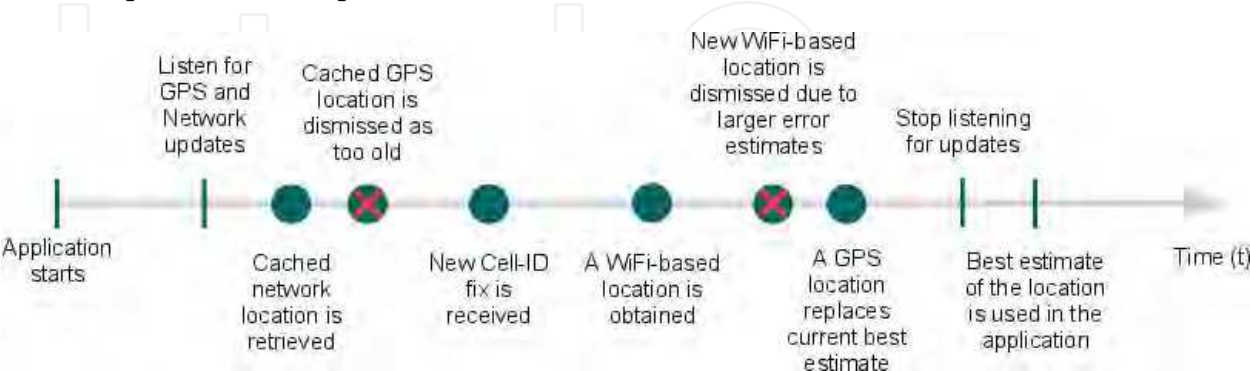 Listen for
GPS and
Network
updates
Cached GPS
location is
dismissed as
too old
New WiFi-based
location is
dismissed due to
larger error
estimates
Stop listening
for updates
Application
starts
Cached
network
location is
retrieved
New Cell-ID
fix is
received
A WiFi-based
location is
obtained
A GPS
location
replaces
current best
estimate
Best estimate
of the location
is used in the
application
Time (t)